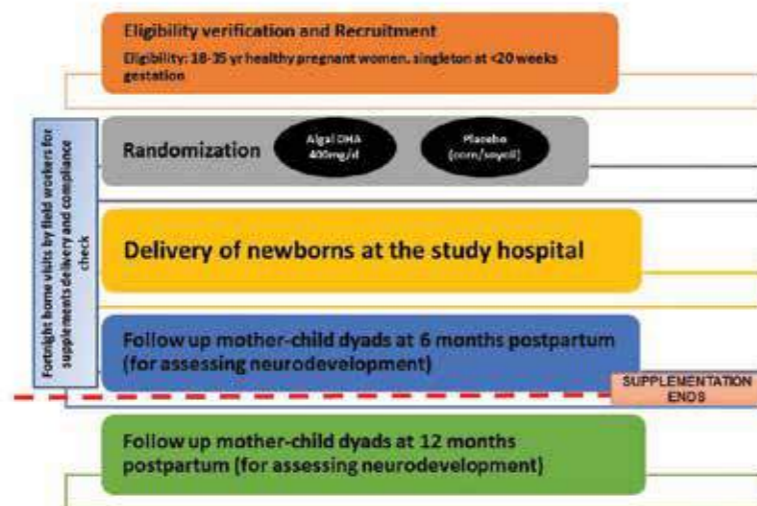 Eligibility verification and Recruitment
Eligibility: 18-35 yr healthy pregnant women, singleton at <20 weeks
gestation
Fortnight home visits by field workers for
supplements delivery and compliance
check
Randomization
Algal DHA
400mg/d
Placebo
(corn/soyoil)
Delivery of newborns at the study hospital
Follow up mother-child dyads at 6 months postpartum
(for assessing neurodevelopment)
SUPPLEMENTATION
ENDS
Follow up mother-child dyads at 12 months
postpartum (for assessing neurodevelopment)